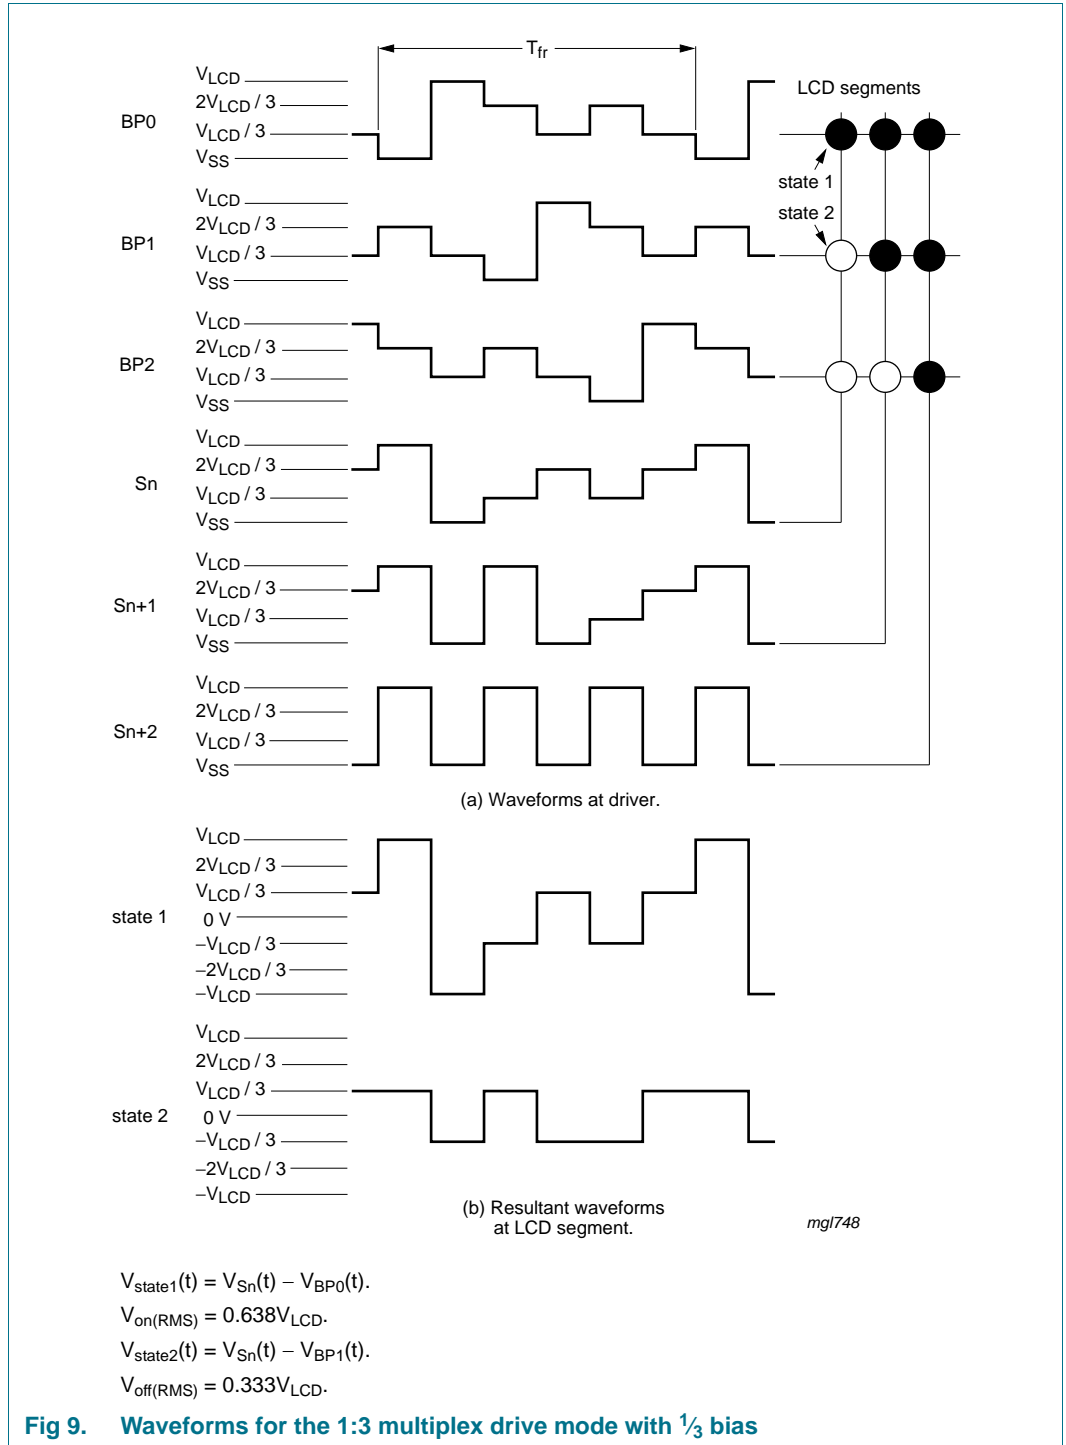 Tfr
BP0
VLCD
2VLCD / 3
VLCD / 3
VSS
LCD segments
state 1
state 2
BP1
VLCD
2VLCD / 3
VLCD / 3
VSS
BP2
VLCD
2VLCD / 3
VLCD / 3
VSS
Sn
VLCD
2VLCD / 3
VLCD / 3
VSS
Sn+1
VLCD
2VLCD / 3
VLCD / 3
VSS
Sn+2
VLCD
2VLCD / 3
VLCD / 3
VSS
(a) Waveforms at driver.
state 1
VLCD
2VLCD / 3
VLCD / 3
0 V
−VLCD / 3
−2VLCD / 3
−VLCD
state 2
VLCD
2VLCD / 3
VLCD / 3
0 V
−VLCD / 3
−2VLCD / 3
−VLCD
(b) Resultant waveforms
at LCD segment.
mgl748
Vstate1(t) = VSn(t) − VBP0(t).
Von(RMS) = 0.638VLCD.
Vstate2(t) = VSn(t) − VBP1(t).
Voff(RMS) = 0.333VLCD.
Fig 9. Waveforms for the 1:3 multiplex drive mode with 1⁄3 bias